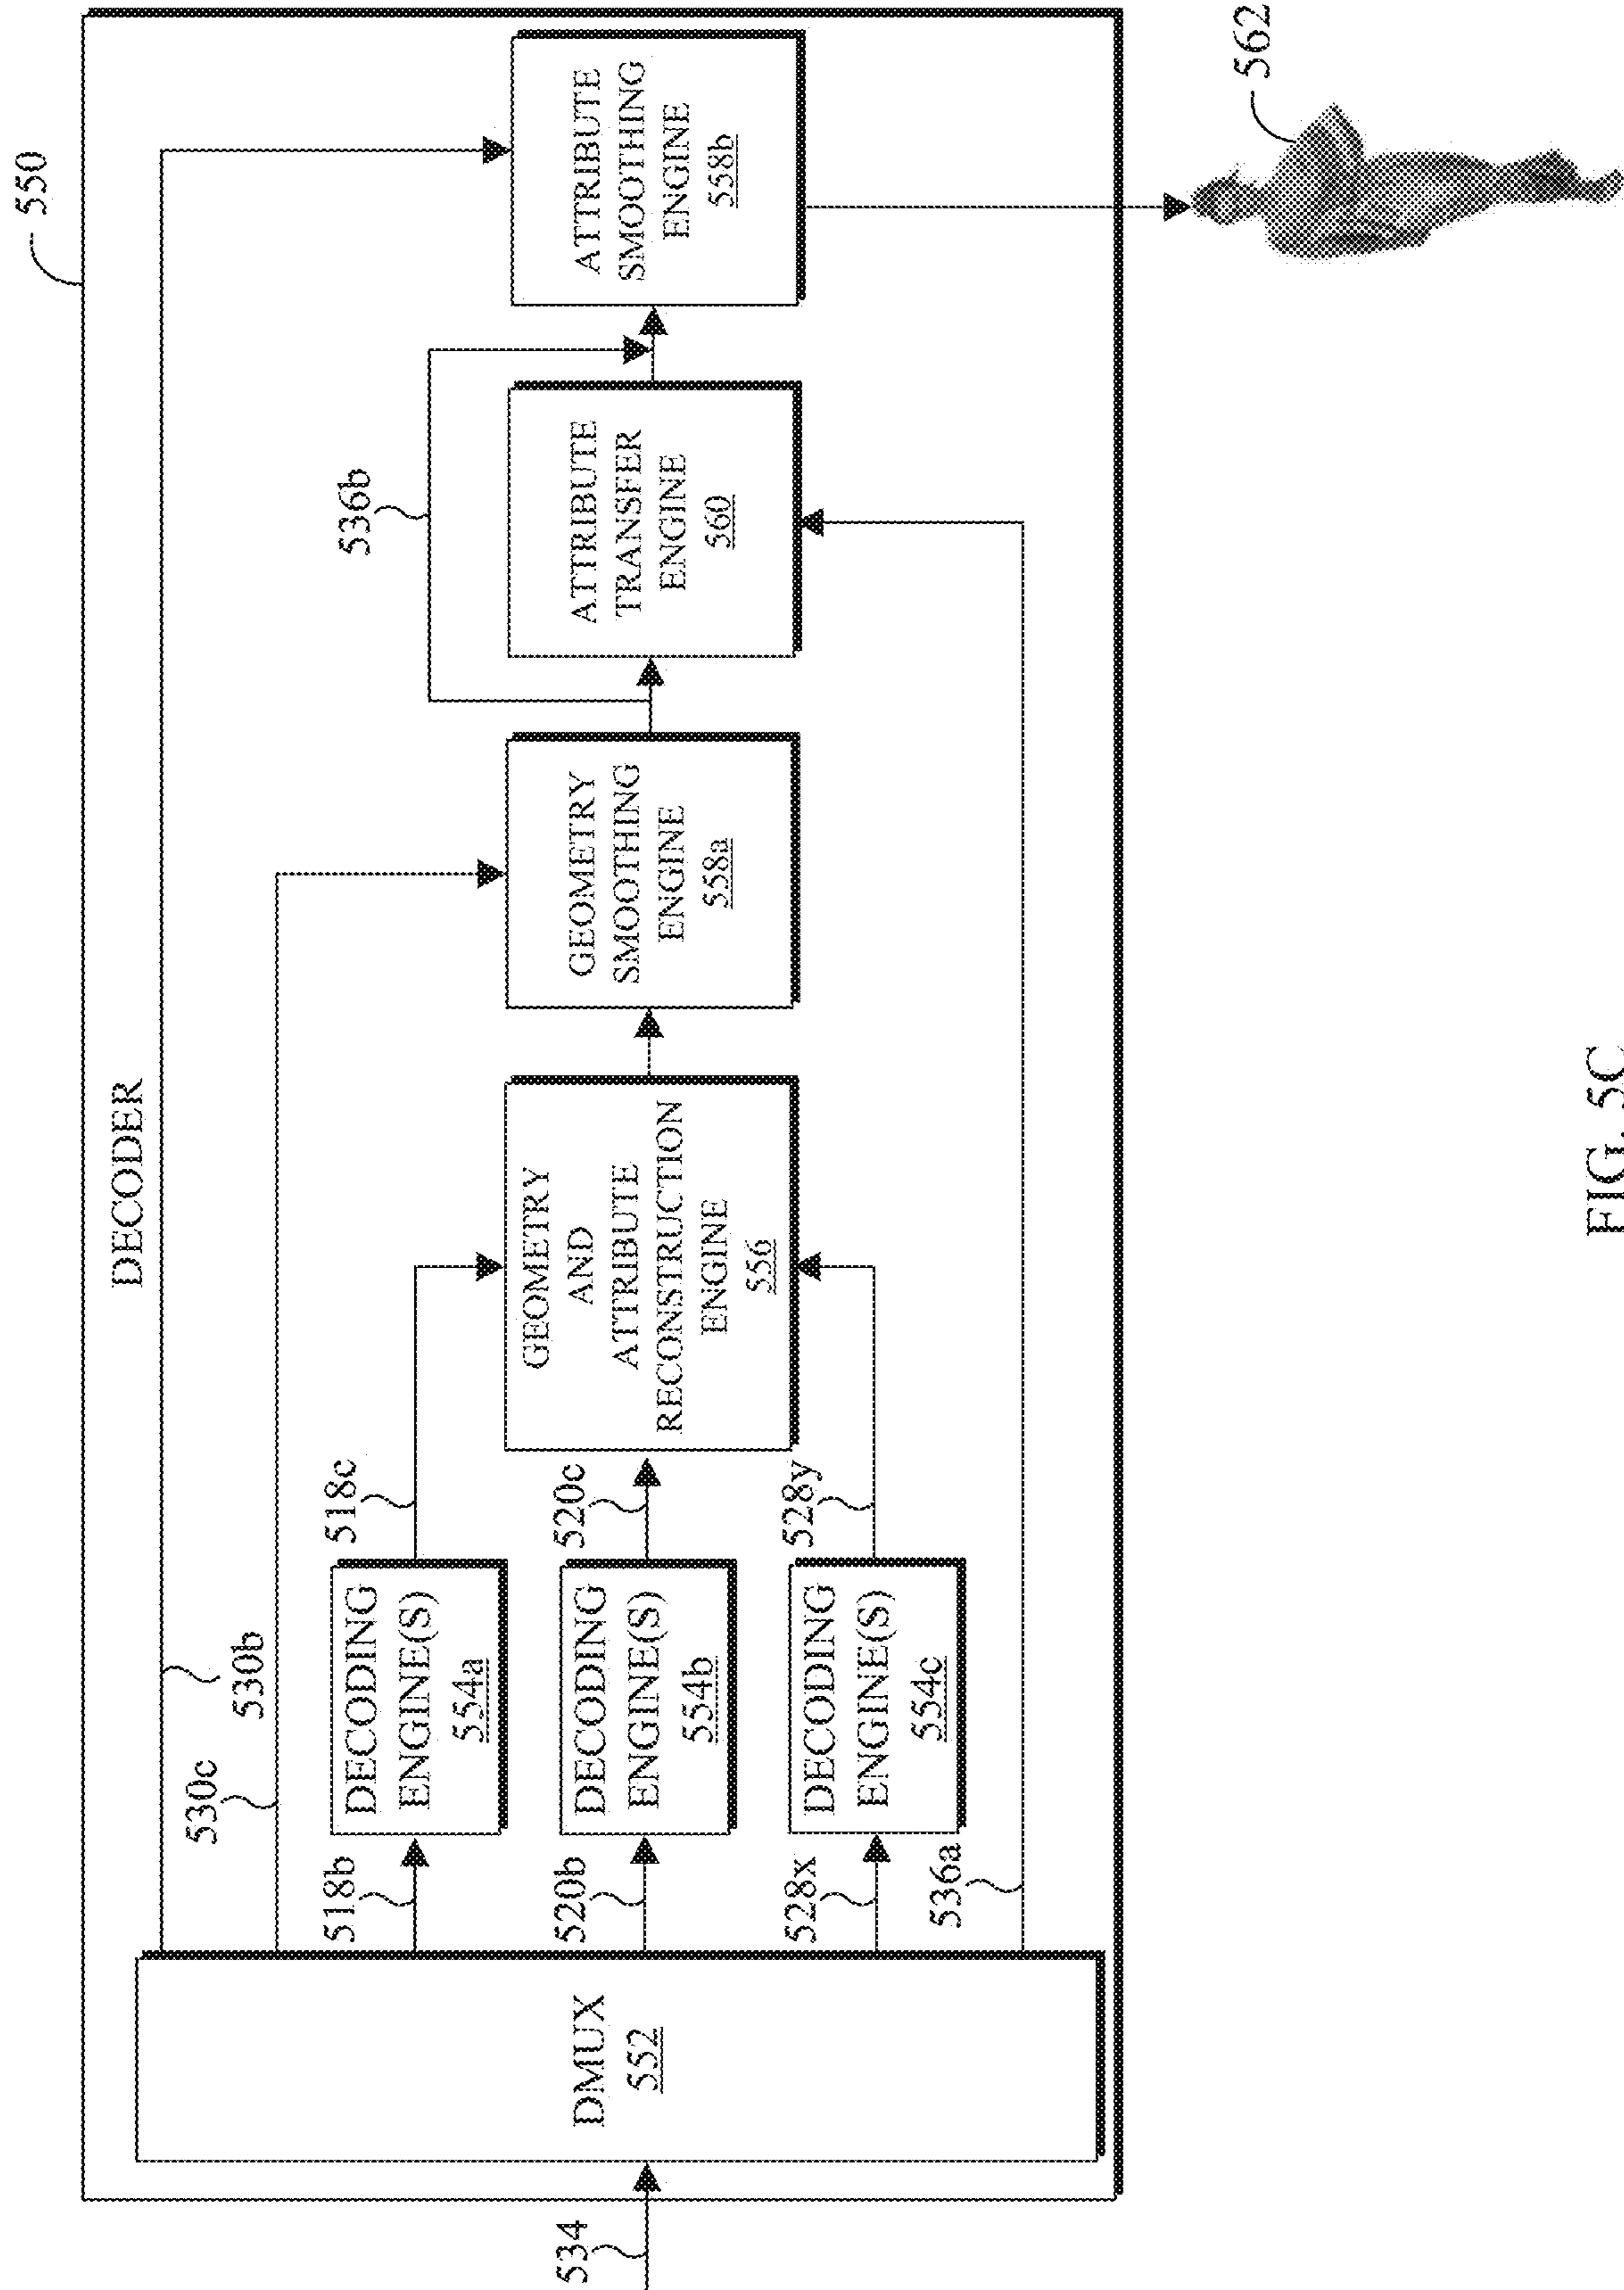 550
DECODER
530c
530b
536b
534
DMUX
552
518b
520b
528x
536a
DECODING
ENGINE(S)
554a
DECODING
ENGINE(S)
554b
DECODING
ENGINE(S)
554c
518c
520c
528y
GEOMETRY
AND
ATTRIBUTE
RECONSTRUCTION
ENGINE
556
GEOMETRY
SMOOTHING
ENGINE
558a
ATTRIBUTE
TRANSFER
ENGINE
560
ATTRIBUTE
SMOOTHING
ENGINE
558b
562
FIG. 5C